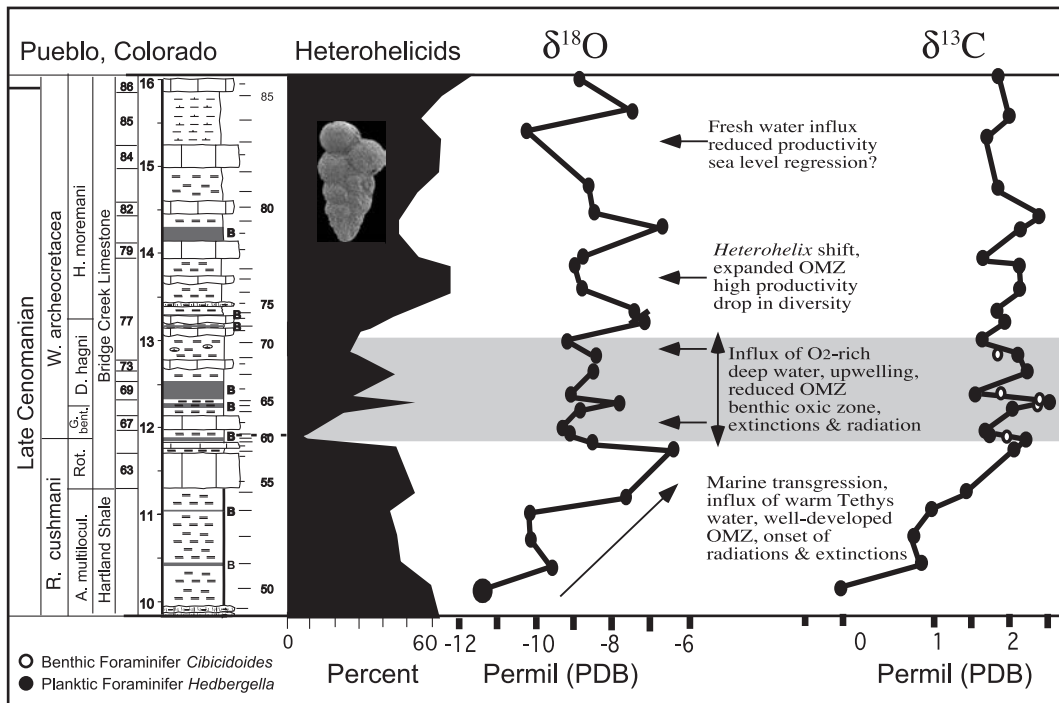 Pueblo, Colorado
Heterohelicids
δ18O
δ13C
Late Cenomanian
R. cushmani
W. archeocretacea
A. multilocul.
Rot.
G. bent.
D. hagni
H. moremani
Hartland Shale
Bridge Creek Limestone
86
85
84
82
79
77
73
69
67
63
16
15
14
13
12
11
10
B
B
B
B
B
B
B
B
85
80
75
70
65
60
55
50
Fresh water influx
reduced productivity
sea level regression?
Heterohelix shift,
expanded OMZ
high productivity
drop in diversity
Influx of O2-rich
deep water, upwelling,
reduced OMZ
benthic oxic zone,
extinctions & radiation
Marine transgression,
influx of warm Tethys
water, well-developed
OMZ, onset of
radiations & extinctions
0 60
-12 -10 -8 -6
0 1 2
Percent
Permil (PDB)
Permil (PDB)
Benthic Foraminifer Cibicidoides
Planktic Foraminifer Hedbergella